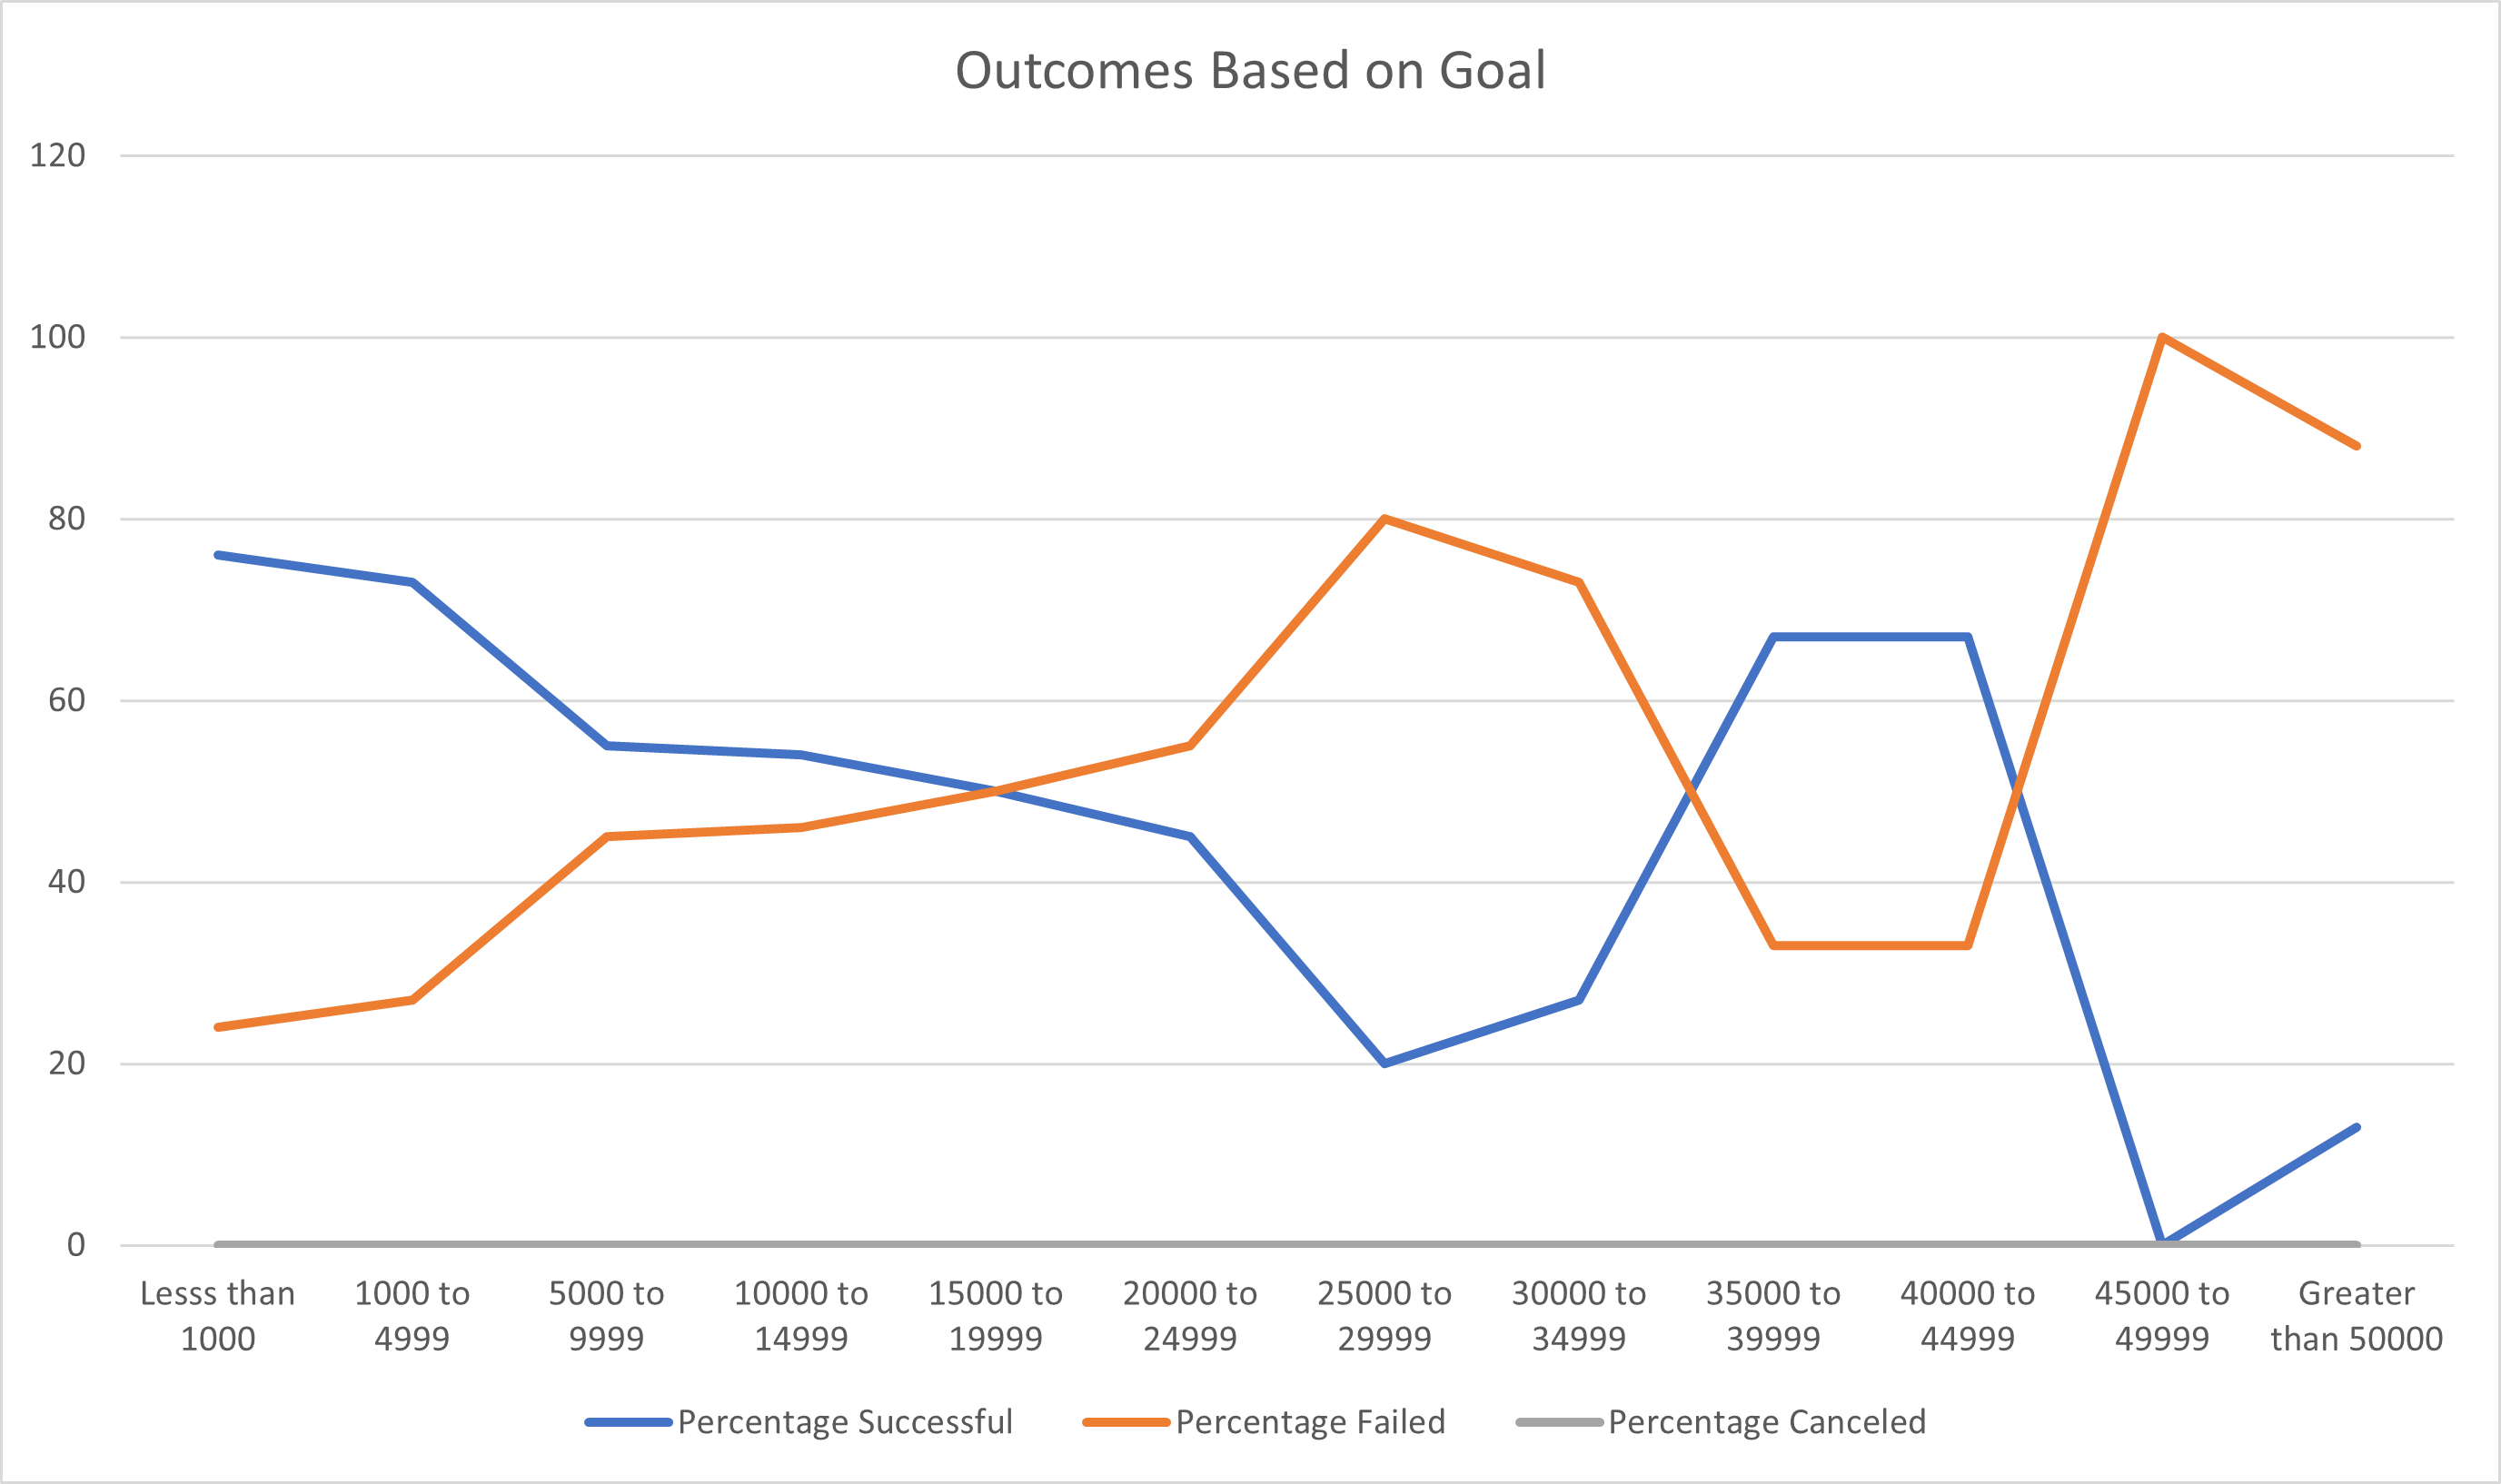 Outcomes Based on Goal
120
100
80
60
40
20
0
Lesss than
1000
1000 to
4999
5000 to
9999
10000 to
14999
15000 to
19999
20000 to
24999
25000 to
29999
30000 to
34999
35000 to
39999
40000 to
44999
45000 to
49999
Greater
than 50000
Percentage Successful
Percentage Failed
Percentage Canceled